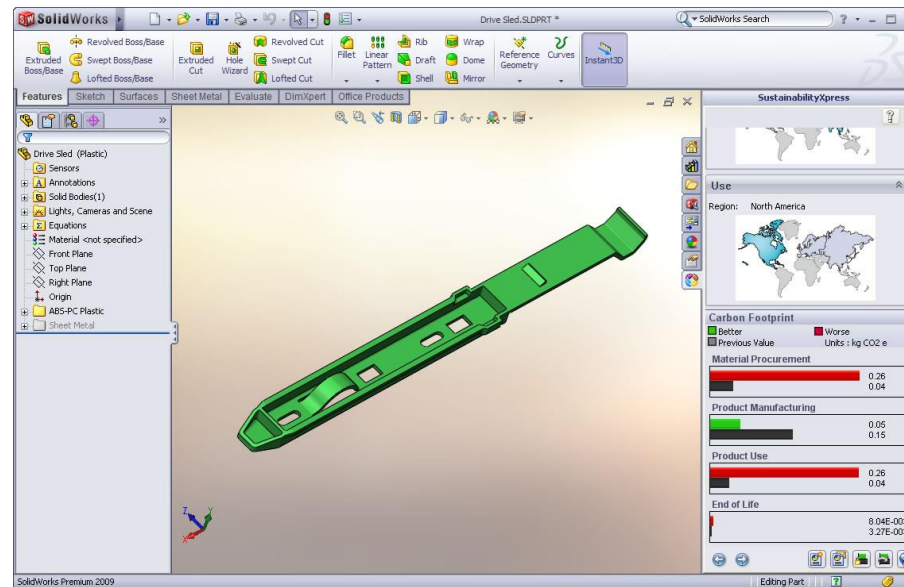 SolidWorks
Drive Sled.SLDPRT *
SolidWorks Search
Extruded Boss/Base
Revolved Boss/Base
Swept Boss/Base
Lofted Boss/Base
Extruded Cut
Hole Wizard
Revolved Cut
Swept Cut
Lofted Cut
Fillet
Linear Pattern
Rib
Draft
Shell
Wrap
Dome
Mirror
Reference Geometry
Curves
Instant3D
Features Sketch Surfaces Sheet Metal Evaluate DimXpert Office Products
Drive Sled (Plastic)
Sensors
Annotations
Solid Bodies(1)
Lights, Cameras and Scene
Equations
Material <not specified>
Front Plane
Top Plane
Right Plane
Origin
ABS-PC Plastic
Sheet Metal
Z Y X
SustainabilityXpress
Use
Region: North America
Carbon Footprint
Better Worse
Previous Value Units : kg CO2 e
Material Procurement
0.26
0.04
Product Manufacturing
0.05
0.15
Product Use
0.26
0.04
End of Life
8.04E-00
3.27E-00
SolidWorks Premium 2009
Editing Part